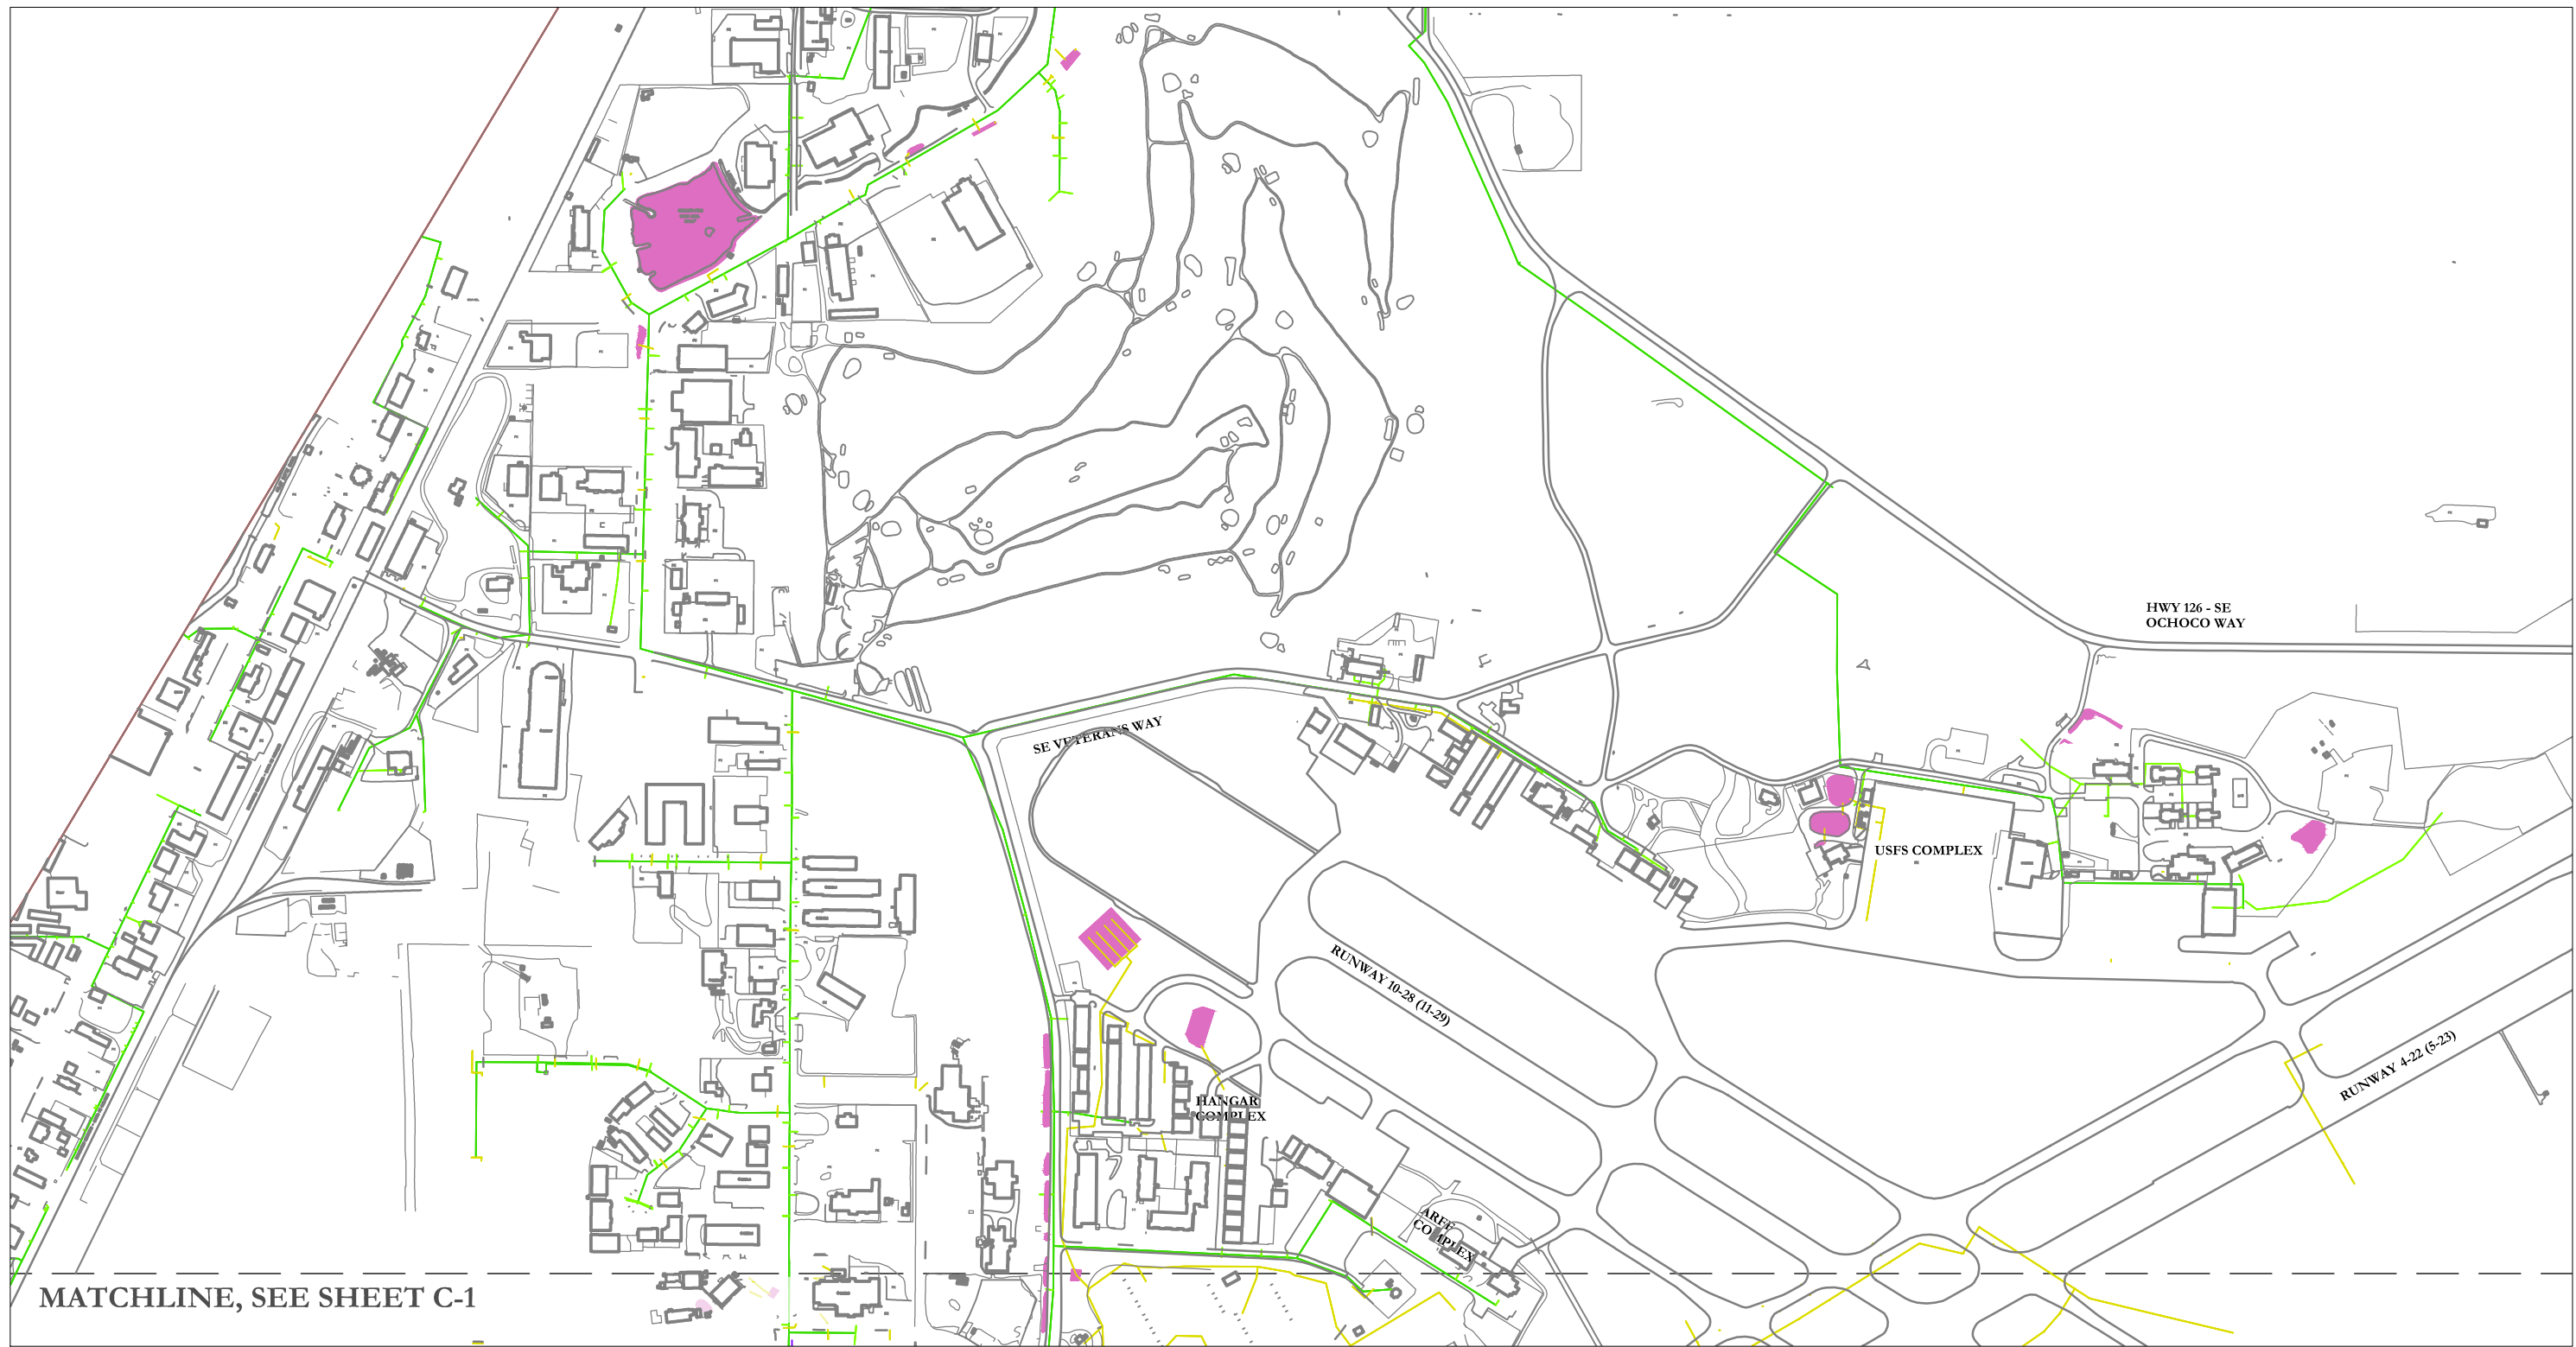 HWY 126 - SE
OCHOCO WAY
SE VETERANS WAY
USFS COMPLEX
RUNWAY 10-28 (11-29)
RUNWAY 4-22 (5-23)
HANGAR
COMPLEX
ARFF
COMPLEX
MATCHLINE, SEE SHEET C-1